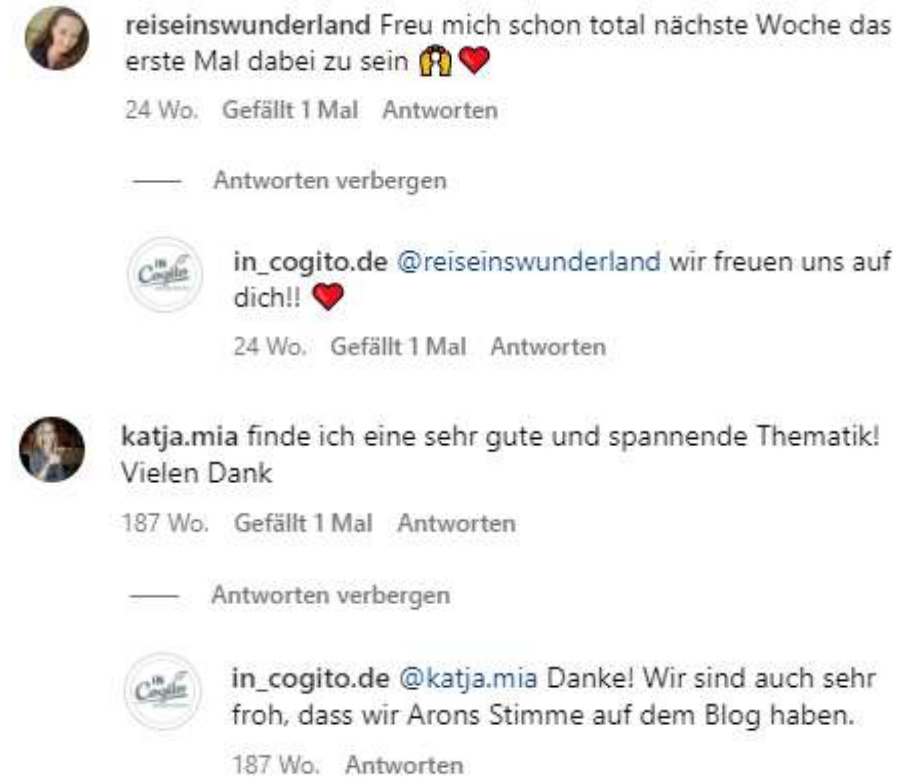 reiseinswunderland Freu mich schon total nächste Woche das
erste Mal dabei zu sein 🙌❤️
24 Wo. Gefällt 1 Mal Antworten
Antworten verbergen
IN
Cogito
in_cogito.de @reiseinswunderland wir freuen uns auf
dich!! ❤️
24 Wo. Gefällt 1 Mal Antworten
katja.mia finde ich eine sehr gute und spannende Thematik!
Vielen Dank
187 Wo. Gefällt 1 Mal Antworten
Antworten verbergen
IN
Cogito
in_cogito.de @katja.mia Danke! Wir sind auch sehr
froh, dass wir Arons Stimme auf dem Blog haben.
187 Wo. Antworten